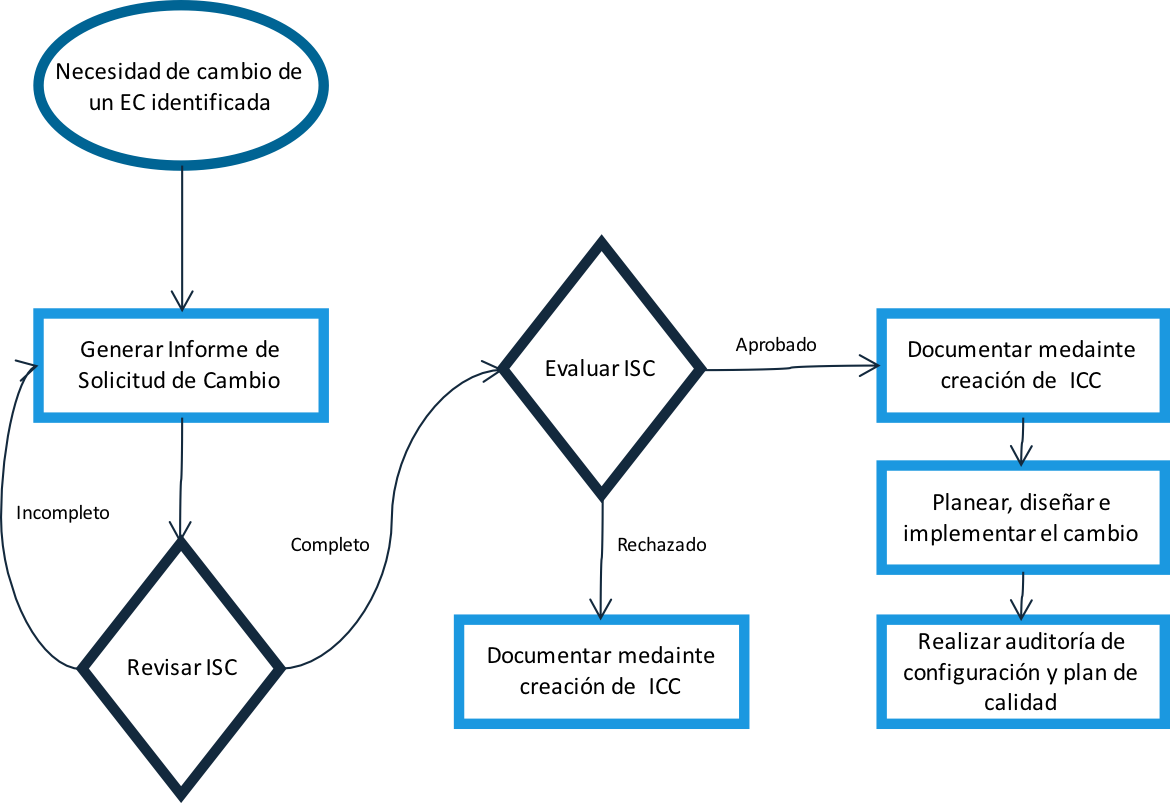 Necesidad de cambio de
un EC identificada
Generar Informe de
Solicitud de Cambio
Incompleto
Revisar ISC
Completo
Evaluar ISC
Aprobado
Rechazado
Documentar medainte
creación de  ICC
Documentar medainte
creación de  ICC
Planear, diseñar e
implementar el cambio
Realizar auditoría de
configuración y plan de
calidad